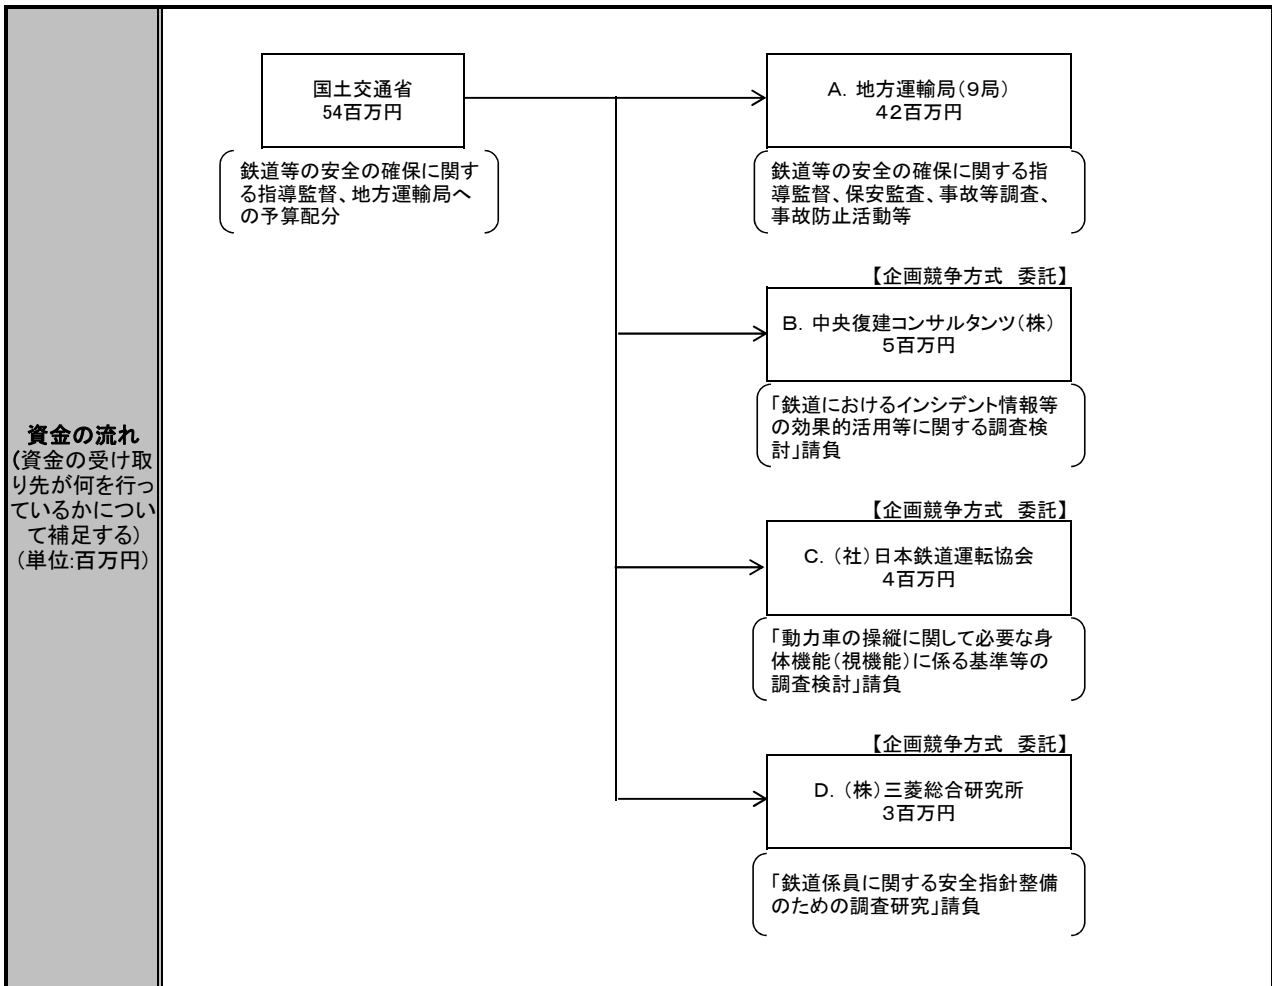 資金の流れ
(資金の受け取
り先が何を行っ
ているかについ
て補足する)
(単位:百万円)
国土交通省
54百万円
鉄道等の安全の確保に関す
る指導監督、地方運輸局へ
の予算配分
A. 地方運輸局(9局)
42百万円
鉄道等の安全の確保に関する指
導監督、保安監査、事故等調査、
事故防止活動等
【企画競争方式 委託】
B. 中央復建コンサルタンツ(株)
5百万円
「鉄道におけるインシデント情報等
の効果的活用等に関する調査検
討」請負
【企画競争方式 委託】
C. (社)日本鉄道運転協会
4百万円
「動力車の操縦に関して必要な身
体機能(視機能)に係る基準等の
調査検討」請負
【企画競争方式 委託】
D. (株)三菱総合研究所
3百万円
「鉄道係員に関する安全指針整備
のための調査研究」請負